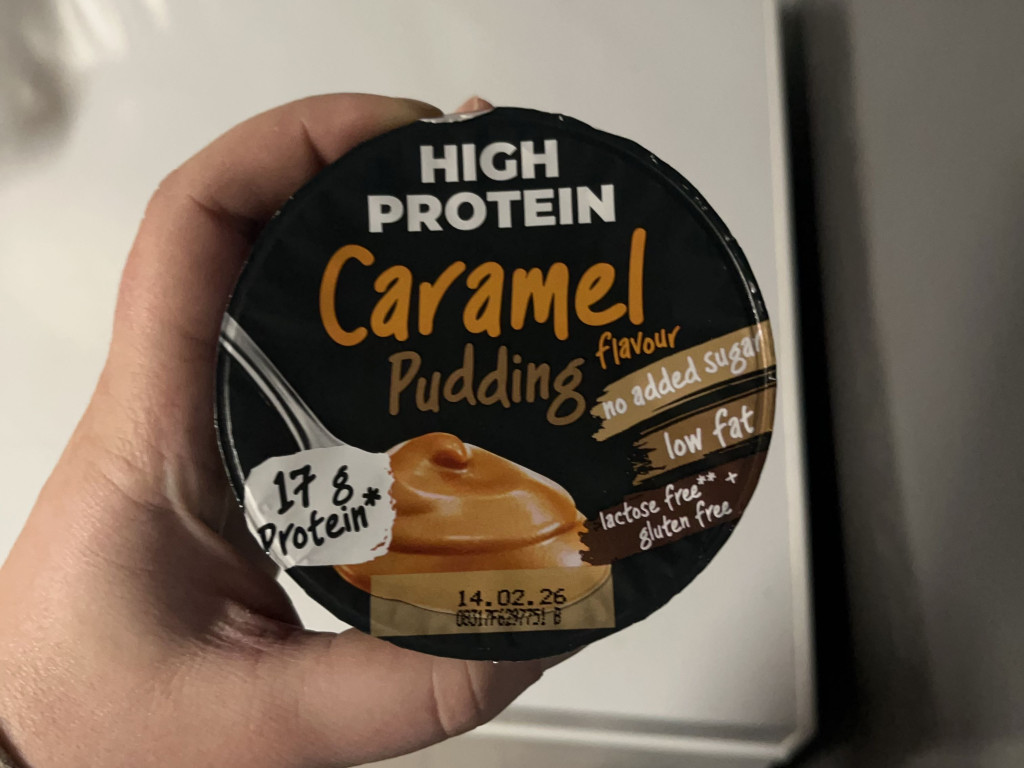 HIGH
PROTEIN
Caramel
flavour
Pudding
no added sugar
low fat
17 g
Protein*
lactose free** +
gluten free
14.02.26